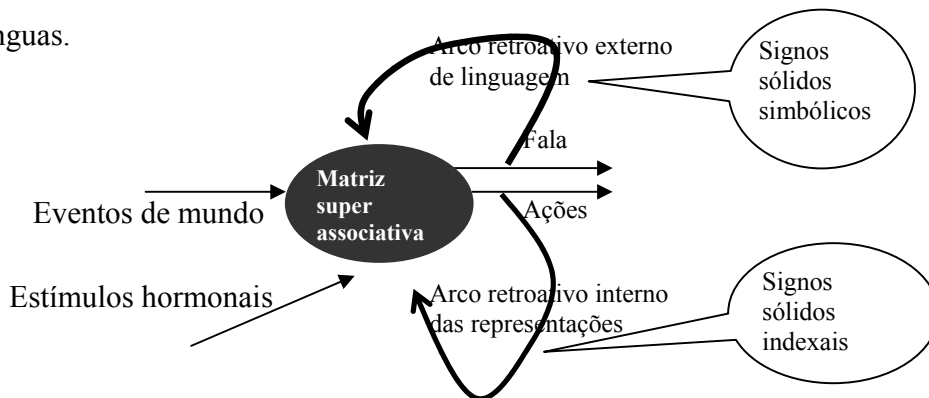 nguas.
Arco retroativo externo
de linguagem
Signos
sólidos
simbólicos
Fala
Matriz
super
associativa
Ações
Eventos de mundo
Estímulos hormonais
Arco retroativo interno
das representações
Signos
sólidos
indexais